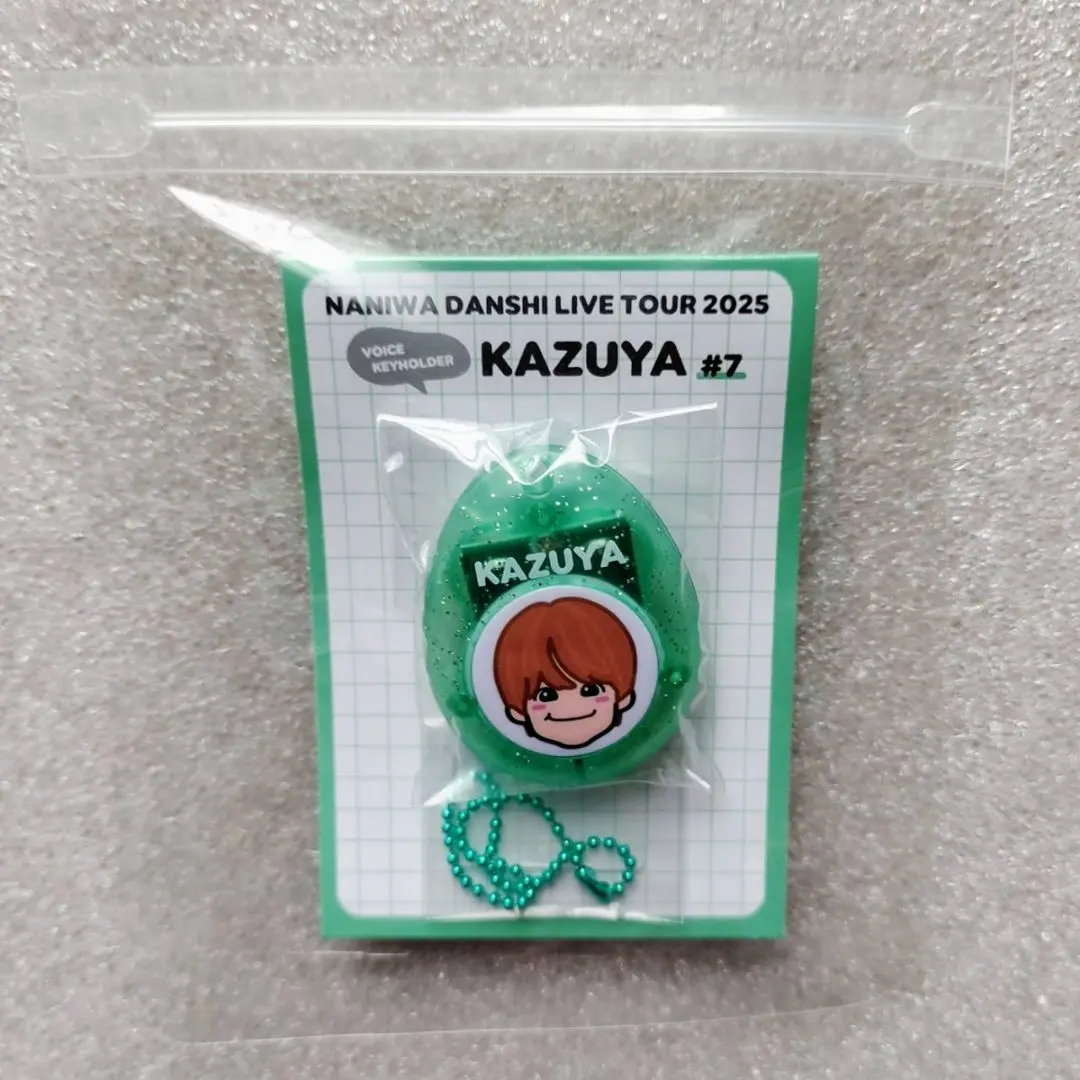 NANIWA DANSHI LIVE TOUR 2025
VOICE
KEYHOLDER
KAZUYA #7
KAZUYA